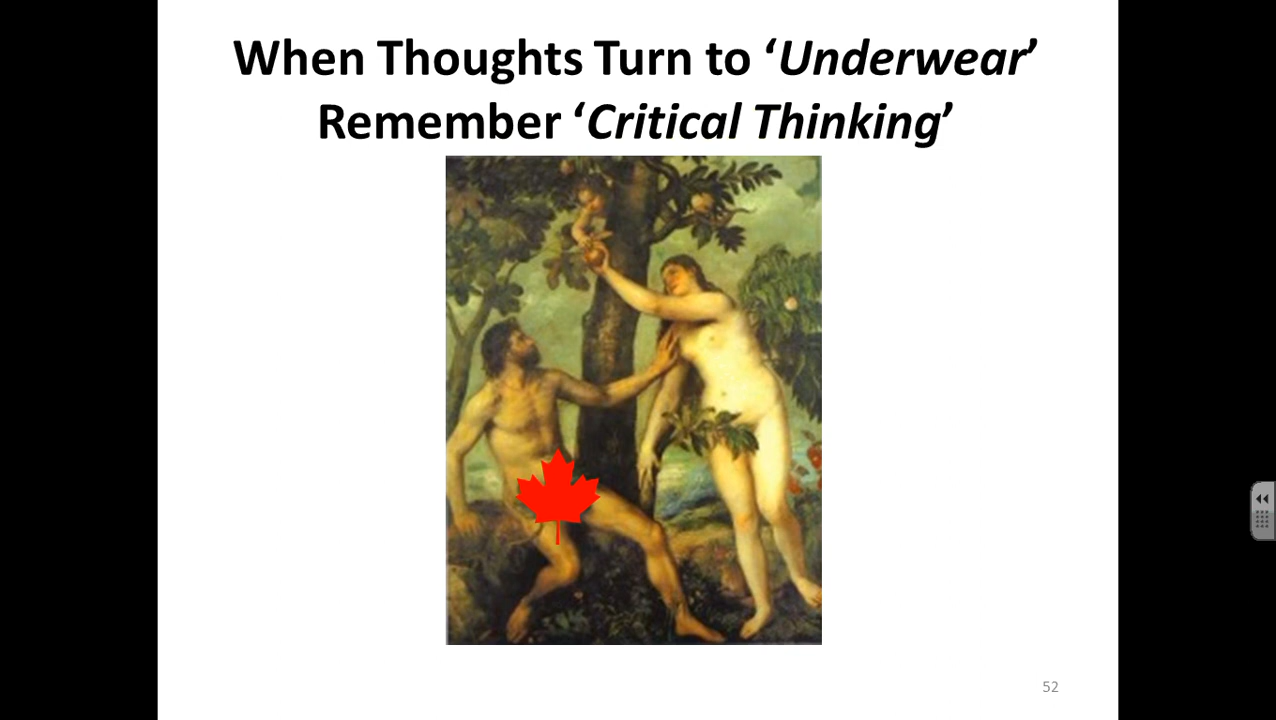 When Thoughts Turn to ‘Underwear’
Remember ‘Critical Thinking’
52